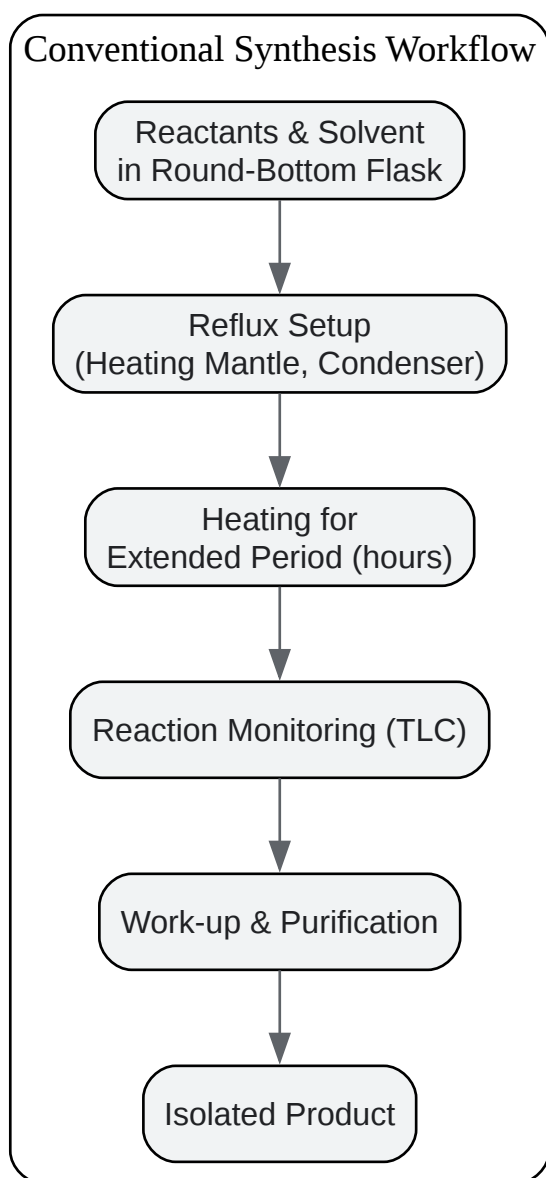 Conventional Synthesis Workflow
Reactants & Solvent
in Round-Bottom Flask
Reflux Setup
(Heating Mantle, Condenser)
Heating for
Extended Period (hours)
Reaction Monitoring (TLC)
Work-up & Purification
Isolated Product